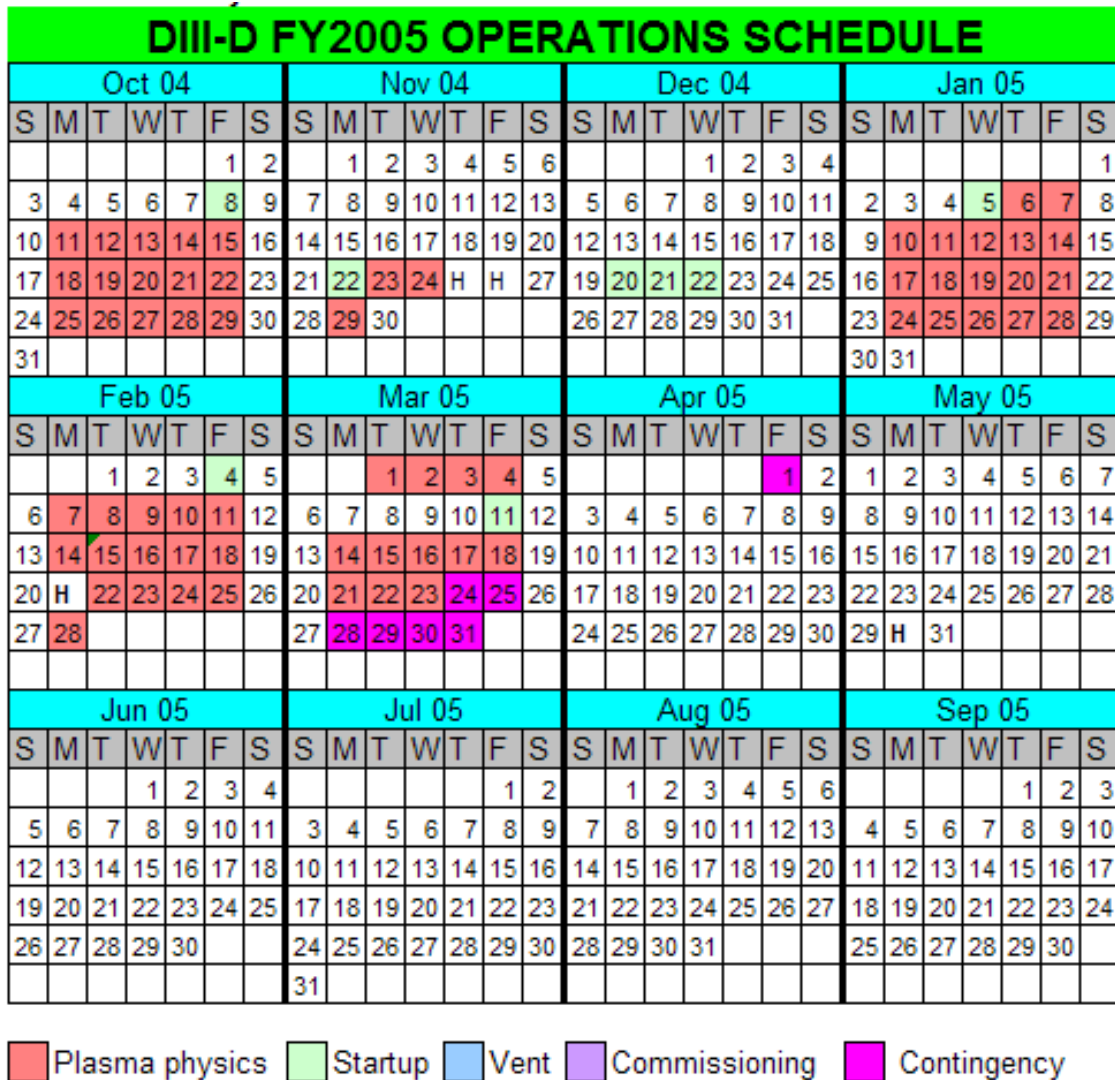 DIII-D FY2005 OPERATIONS SCHEDULE
Oct 04 Nov 04 Dec 04 Jan 05
S M T W T F S S M T W T F S S M T W T F S S M T W T F S
1 2 1 2 3 4 5 6 1 2 3 4 1
3 4 5 6 7 8 9 7 8 9 10 11 12 13 5 6 7 8 9 10 11 2 3 4 5 6 7 8
10 11 12 13 14 15 16 14 15 16 17 18 19 20 12 13 14 15 16 17 18 9 10 11 12 13 14 15
17 18 19 20 21 22 23 21 22 23 24 H H 27 19 20 21 22 23 24 25 16 17 18 19 20 21 22
24 25 26 27 28 29 30 28 29 30 26 27 28 29 30 31 23 24 25 26 27 28 29
31 30 31
Feb 05 Mar 05 Apr 05 May 05
S M T W T F S S M T W T F S S M T W T F S S M T W T F S
1 2 3 4 5 1 2 3 4 5 1 2 1 2 3 4 5 6 7
6 7 8 9 10 11 12 6 7 8 9 10 11 12 3 4 5 6 7 8 9 8 9 10 11 12 13 14
13 14 15 16 17 18 19 13 14 15 16 17 18 19 10 11 12 13 14 15 16 15 16 17 18 19 20 21
20 H 22 23 24 25 26 20 21 22 23 24 25 26 17 18 19 20 21 22 23 22 23 24 25 26 27 28
27 28 27 28 29 30 31 24 25 26 27 28 29 30 29 H 31
Jun 05 Jul 05 Aug 05 Sep 05
S M T W T F S S M T W T F S S M T W T F S S M T W T F S
1 2 3 4 1 2 1 2 3 4 5 6 1 2 3
5 6 7 8 9 10 11 3 4 5 6 7 8 9 7 8 9 10 11 12 13 4 5 6 7 8 9 10
12 13 14 15 16 17 18 10 11 12 13 14 15 16 14 15 16 17 18 19 20 11 12 13 14 15 16 17
19 20 21 22 23 24 25 17 18 19 20 21 22 23 21 22 23 24 25 26 27 18 19 20 21 22 23 24
26 27 28 29 30 24 25 26 27 28 29 30 28 29 30 31 25 26 27 28 29 30
31
Plasma physics Startup Vent Commissioning Contingency